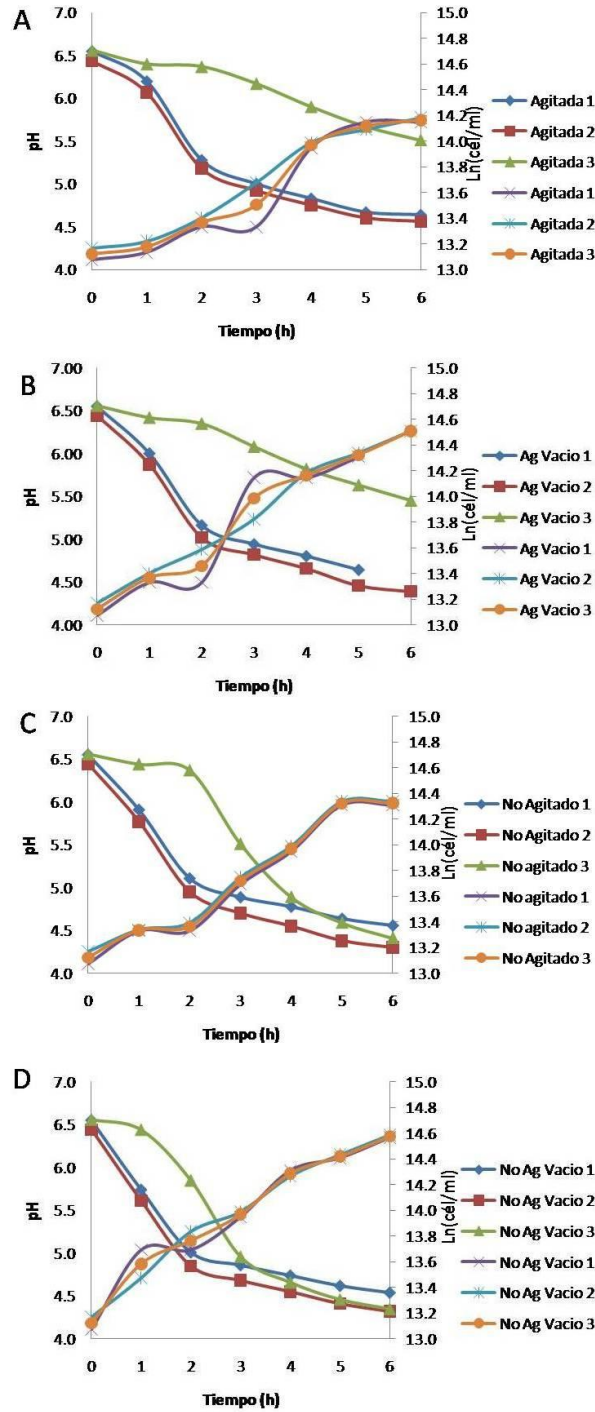 A
pH
7.0
6.5
6.0
5.5
5.0
4.5
4.0
15.0
14.8
14.6
14.4
14.2
14.0
13.8
13.6
13.4
13.2
13.0
Ln(cél/ml)
0 1 2 3 4 5 6
Tiempo (h)
Agitada 1
Agitada 2
Agitada 3
Agitada 1
Agitada 2
Agitada 3
B
pH
7.00
6.50
6.00
5.50
5.00
4.50
4.00
15.0
14.8
14.6
14.4
14.2
14.0
13.8
13.6
13.4
13.2
13.0
Ln(cél/ml)
0 1 2 3 4 5 6
Tiempo (h)
Ag Vacio 1
Ag Vacio 2
Ag Vacio 3
Ag Vacio 1
Ag Vacio 2
Ag Vacio 3
C
pH
7.0
6.5
6.0
5.5
5.0
4.5
4.0
15.0
14.8
14.6
14.4
14.2
14.0
13.8
13.6
13.4
13.2
13.0
Ln(cél/ml)
0 1 2 3 4 5 6
Tiempo (h)
No Agitado 1
No Agitado 2
No agitado 3
No agitado 1
No agitado 2
No Agitado 3
D
pH
7.0
6.5
6.0
5.5
5.0
4.5
4.0
15.0
14.8
14.6
14.4
14.2
14.0
13.8
13.6
13.4
13.2
13.0
Ln(cél/ml)
0 1 2 3 4 5 6
Tiempo (h)
No Ag Vacio 1
No Ag Vacio 2
No Ag Vacio 3
No Ag Vacio 1
No Ag Vacio 2
No Ag Vacio 3